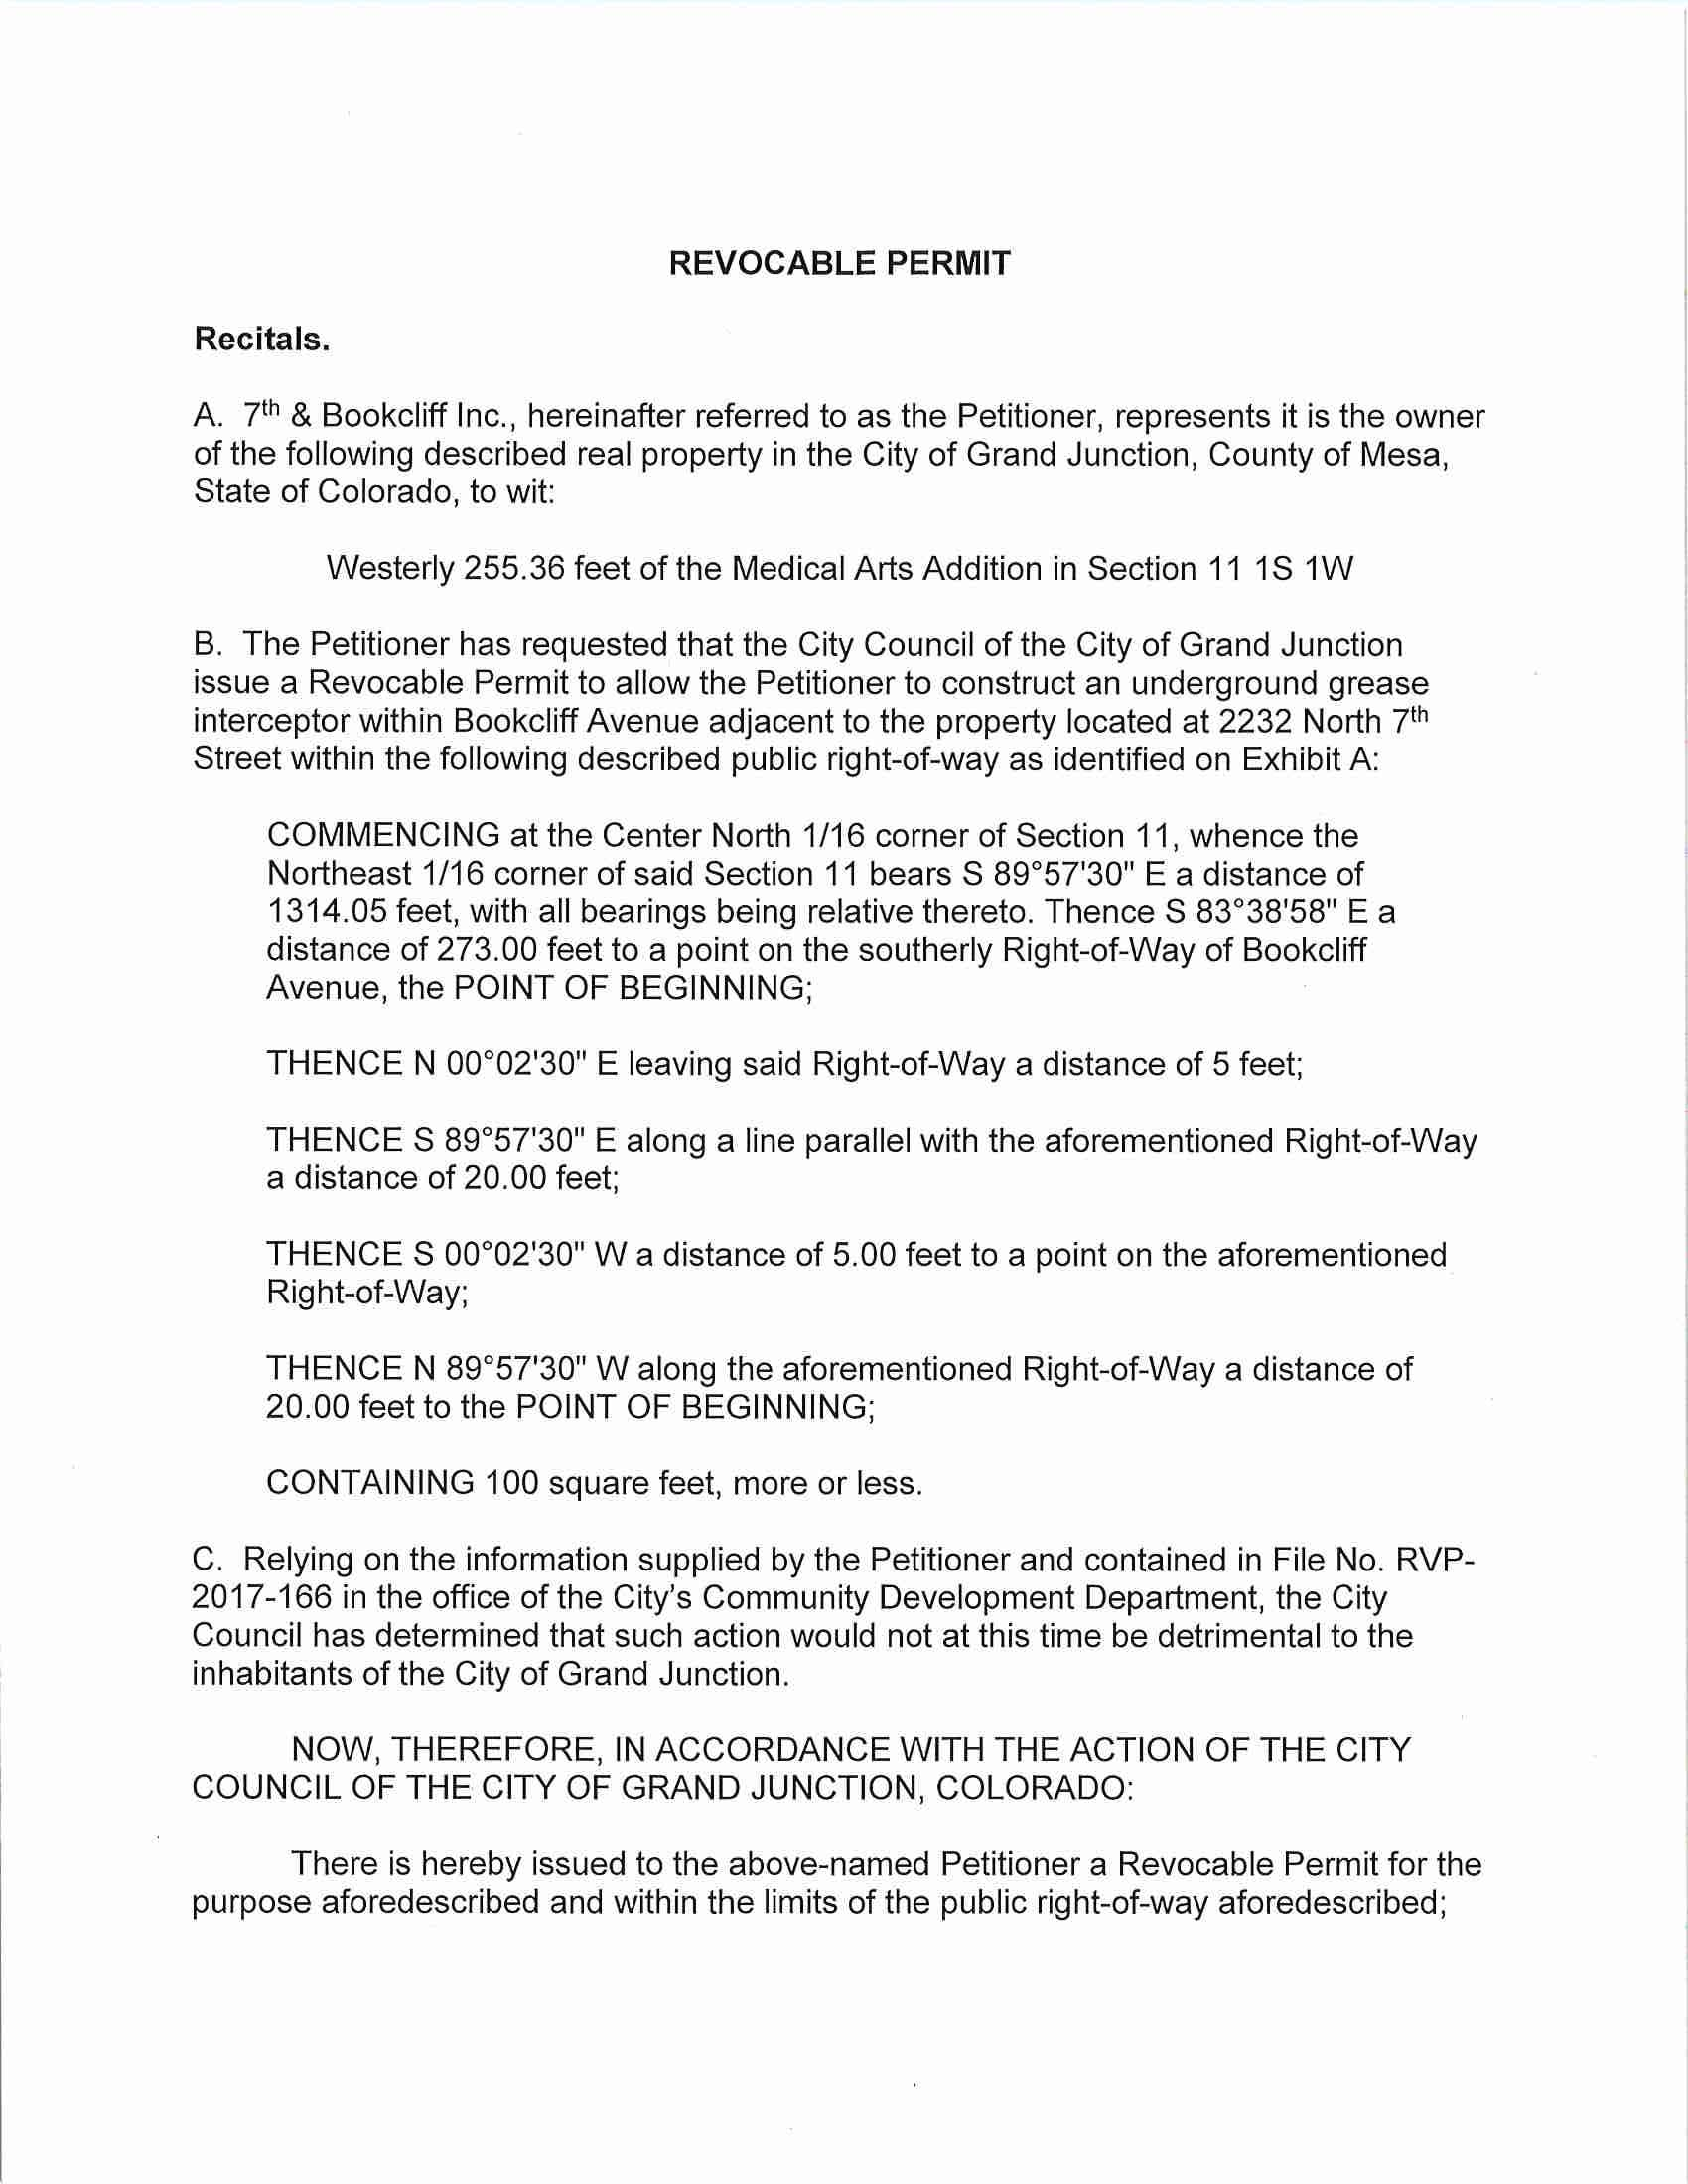 REVOCABLE PERMIT
Recitals.
A. 7th & Bookcliff Inc., hereinafter referred to as the Petitioner, represents it is the owner
of the following described real property in the City of Grand Junction, County of Mesa,
State of Colorado, to wit:
Westerly 255.36 feet of the Medical Arts Addition in Section 11 1S 1W
B. The Petitioner has requested that the City Council of the City of Grand Junction
issue a Revocable Permit to allow the Petitioner to construct an underground grease
interceptor within Bookcliff Avenue adjacent to the property located at 2232 North 7th
Street within the following described public right-of-way as identified on Exhibit A:
COMMENCING at the Center North 1/16 corner of Section 11, whence the
Northeast 1/16 corner of said Section 11 bears S 89°57'30" E a distance of
1314.05 feet, with all bearings being relative thereto. Thence S 83°38'58" E a
distance of 273.00 feet to a point on the southerly Right-of-Way of Bookcliff
Avenue, the POINT OF BEGINNING;
THENCE N 00°02'30" E leaving said Right-of-Way a distance of 5 feet;
THENCE S 89°57'30" E along a line parallel with the aforementioned Right-of-Way
a distance of 20.00 feet;
THENCE S 00°02'30" W a distance of 5.00 feet to a point on the aforementioned
Right-of-Way;
THENCE N 89°57'30" W along the aforementioned Right-of-Way a distance of
20.00 feet to the POINT OF BEGINNING;
CONTAINING 100 square feet, more or less.
C. Relying on the information supplied by the Petitioner and contained in File No. RVP-
2017-166 in the office of the City's Community Development Department, the City
Council has determined that such action would not at this time be detrimental to the
inhabitants of the City of Grand Junction.
NOW, THEREFORE, IN ACCORDANCE WITH THE ACTION OF THE CITY
COUNCIL OF THE CITY OF GRAND JUNCTION, COLORADO:
There is hereby issued to the above-named Petitioner a Revocable Permit for the
purpose aforedescribed and within the limits of the public right-of-way aforedescribed;